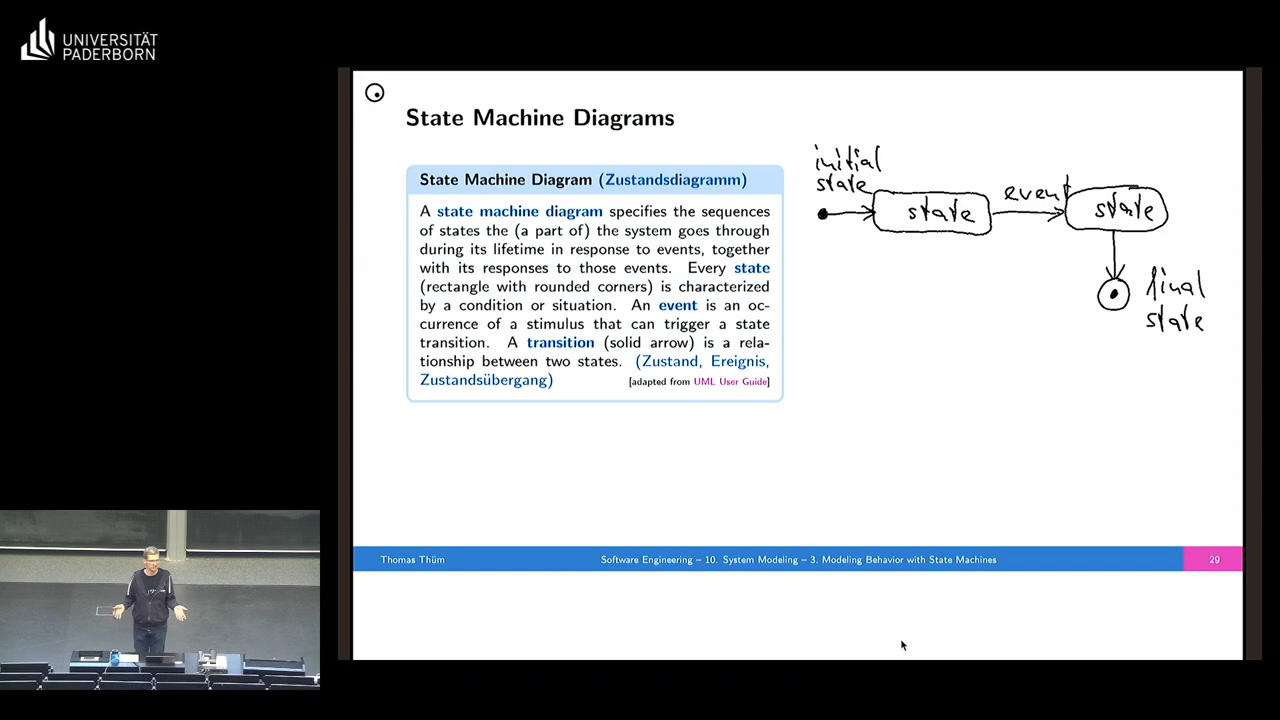 UNIVERSITÄT
PADERBORN
State Machine Diagrams
State Machine Diagram (Zustandsdiagramm)
A state machine diagram specifies the sequences
of states the (a part of) the system goes through
during its lifetime in response to events, together
with its responses to those events. Every state
(rectangle with rounded corners) is characterized
by a condition or situation. An event is an oc-
currence of a stimulus that can trigger a state
transition. A transition (solid arrow) is a rela-
tionship between two states. (Zustand, Ereignis,
Zustandsübergang) [adapted from UML User Guide]
initial
state
state
event
state
final
state
Thomas Thüm
Software Engineering – 10. System Modeling – 3. Modeling Behavior with State Machines
29